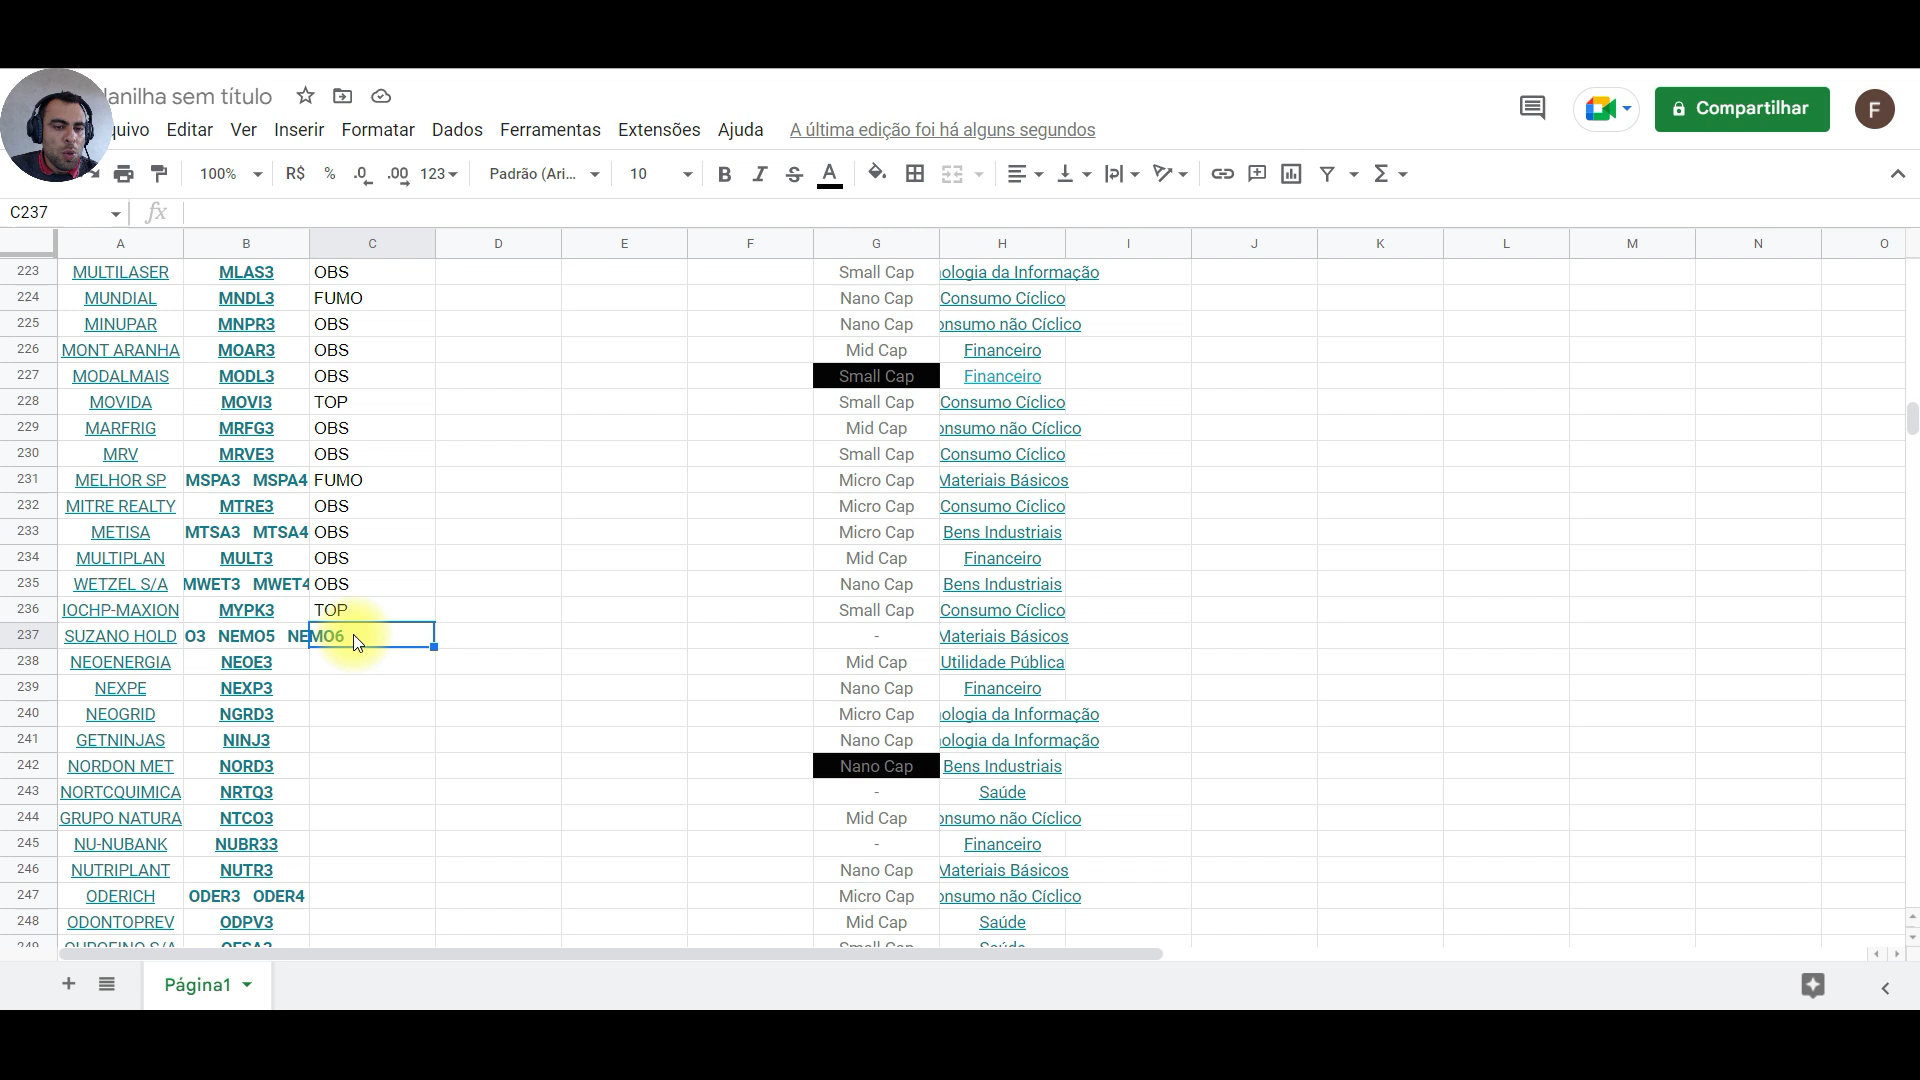 lanilha sem título
quivo Editar Ver Inserir Formatar Dados Ferramentas Extensões Ajuda A última edição foi há alguns segundos
Compartilhar
F
100% R$ % .0 .00 123 Padrão (Ari... 10 B I S A
C237 fx
A B C D E F G H I J K L M N O
223 MULTILASER MLAS3 OBS Small Cap ologia da Informação
224 MUNDIAL MNDL3 FUMO Nano Cap Consumo Cíclico
225 MINUPAR MNPR3 OBS Nano Cap onsumo não Cíclico
226 MONT ARANHA MOAR3 OBS Mid Cap Financeiro
227 MODALMAIS MODL3 OBS Small Cap Financeiro
228 MOVIDA MOVI3 TOP Small Cap Consumo Cíclico
229 MARFRIG MRFG3 OBS Mid Cap onsumo não Cíclico
230 MRV MRVE3 OBS Small Cap Consumo Cíclico
231 MELHOR SP MSPA3 MSPA4 FUMO Micro Cap Materiais Básicos
232 MITRE REALTY MTRE3 OBS Micro Cap Consumo Cíclico
233 METISA MTSA3 MTSA4 OBS Micro Cap Bens Industriais
234 MULTIPLAN MULT3 OBS Mid Cap Financeiro
235 WETZEL S/A MWET3 MWET4 OBS Nano Cap Bens Industriais
236 IOCHP-MAXION MYPK3 TOP Small Cap Consumo Cíclico
237 SUZANO HOLD O3 NEMO5 NEMO6 - Materiais Básicos
238 NEOENERGIA NEOE3 Mid Cap Utilidade Pública
239 NEXPE NEXP3 Nano Cap Financeiro
240 NEOGRID NGRD3 Micro Cap ologia da Informação
241 GETNINJAS NINJ3 Nano Cap ologia da Informação
242 NORDON MET NORD3 Nano Cap Bens Industriais
243 NORTCQUIMICA NRTQ3 - Saúde
244 GRUPO NATURA NTCO3 Mid Cap onsumo não Cíclico
245 NU-NUBANK NUBR33 - Financeiro
246 NUTRIPLANT NUTR3 Nano Cap Materiais Básicos
247 ODERICH ODER3 ODER4 Micro Cap onsumo não Cíclico
248 ODONTOPREV ODPV3 Mid Cap Saúde
249 OUROFINO S/A OFSA3 Small Cap Saúde
Página1